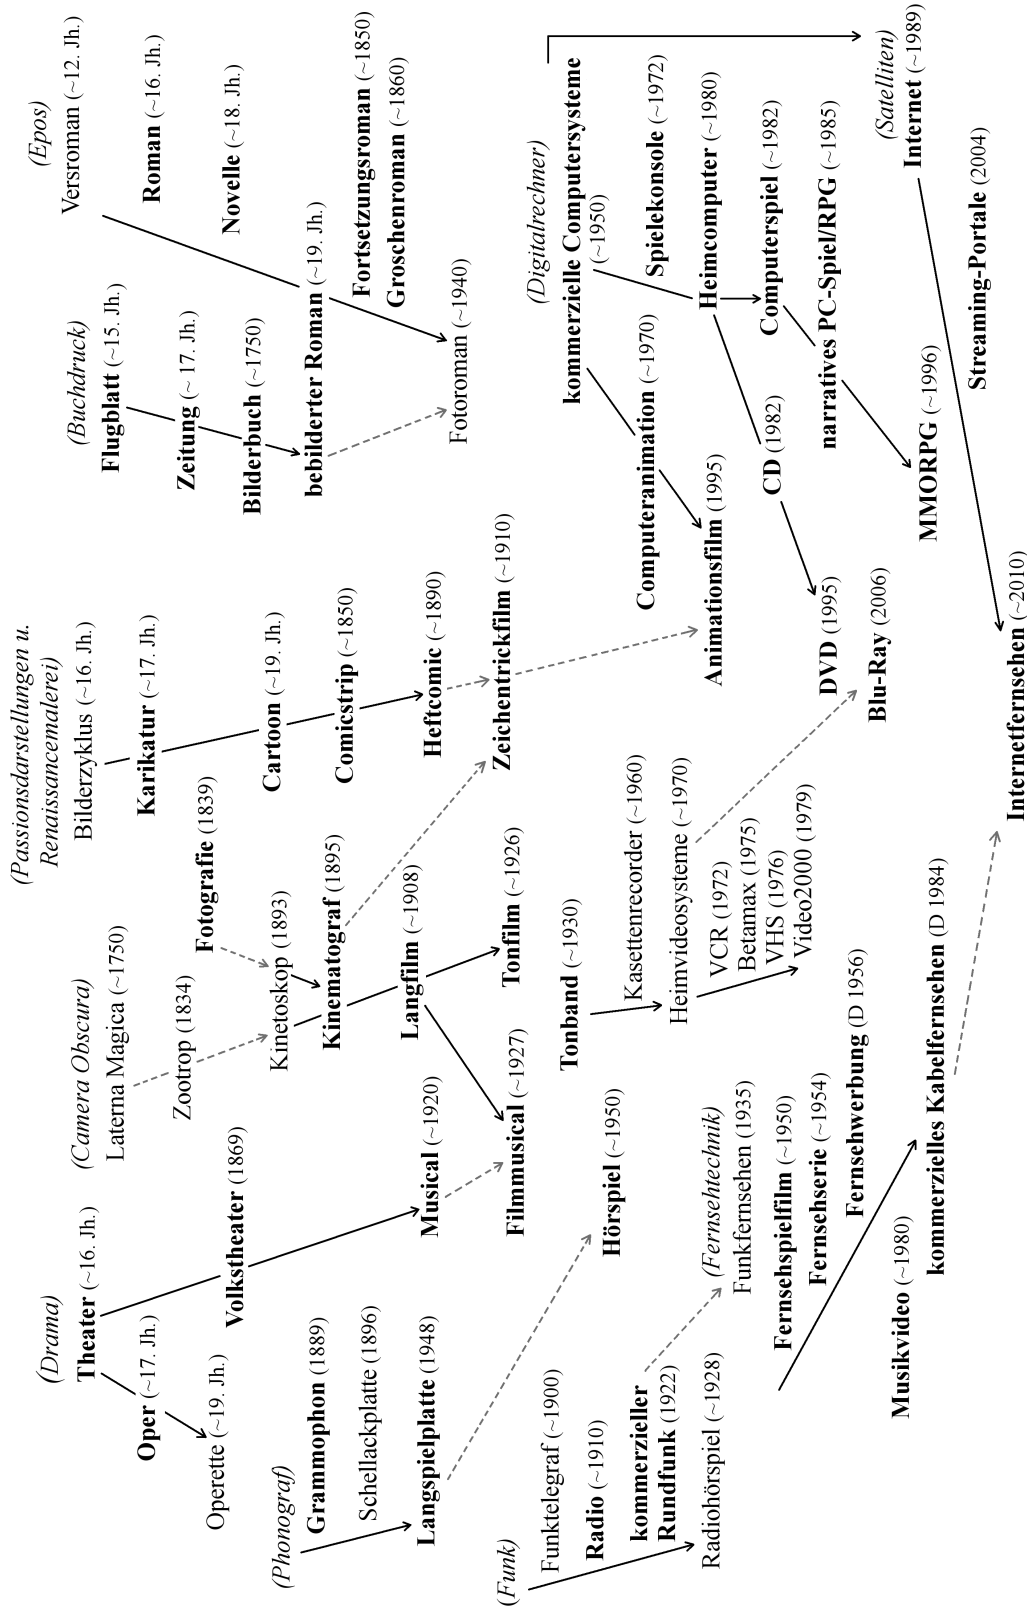 (Drama)
Theater (~16. Jh.)
Oper (~17. Jh.)
Operette (~19. Jh.)
Volkstheater (1869)
Musical (~1920)
Filmmusical (~1927)
(Phonograf)
Grammophon (1889)
Schellackplatte (1896)
Langspielplatte (1948)
Hörspiel (~1950)
(Funk)
Funktelegraf (~1900)
Radio (~1910)
kommerzieller
Rundfunk (1922)
Radiohörspiel (~1928)
(Fernsehtechnik)
Funkfernsehen (1935)
Fernsehspielfilm (~1950)
Fernsehserie (~1954)
Fernsehwerbung (D 1956)
Musikvideo (~1980)
kommerzielles Kabelfernsehen (D 1984)
(Camera Obscura)
Laterna Magica (~1750)
Zootrop (1834)
Fotografie (1839)
Kinetoskop (1893)
Kinematograf (1895)
Langfilm (~1908)
Tonfilm (~1926)
Tonband (~1930)
Kasettenrecorder (~1960)
Heimvideosysteme (~1970)
VCR (1972)
Betamax (1975)
VHS (1976)
Video2000 (1979)
(Passionsdarstellungen u.
Renaissancemalerei)
Bilderzyklus (~16. Jh.)
Karikatur (~17. Jh.)
Cartoon (~19. Jh.)
Comicstrip (~1850)
Heftcomic (~1890)
Zeichentrickfilm (~1910)
(Buchdruck)
Flugblatt (~15. Jh.)
Zeitung (~ 17. Jh.)
Bilderbuch (~1750)
bebilderter Roman (~19. Jh.)
Fotoroman (~1940)
(Epos)
Versroman (~12. Jh.)
Roman (~16. Jh.)
Novelle (~18. Jh.)
Fortsetzungsroman (~1850)
Groschenroman (~1860)
(Digitalrechner)
kommerzielle Computersysteme
(~1950)
Computeranimation (~1970)
Animationsfilm (1995)
Spielekonsole (~1972)
Heimcomputer (~1980)
Computerspiel (~1982)
CD (1982)
narratives PC-Spiel/RPG (~1985)
DVD (1995)
Blu-Ray (2006)
MMORPG (~1996)
(Satelliten)
Internet (~1989)
Streaming-Portale (2004)
Internetfernsehen (~2010)